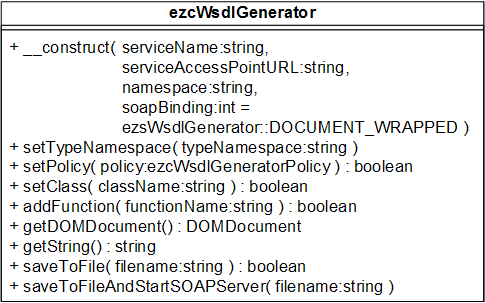 ezcWsdlGenerator
+ __construct( serviceName:string,
serviceAccessPointURL:string,
namespace:string,
soapBinding:int =
ezsWsdlGenerator::DOCUMENT_WRAPPED )
+ setTypeNamespace( typeNamespace:string )
+ setPolicy( policy:ezcWsdlGeneratorPolicy ) : boolean
+ setClass( className:string ) : boolean
+ addFunction( functionName:string ) : boolean
+ getDOMDocument() : DOMDocument
+ getString() : string
+ saveToFile( filename:string ) : boolean
+ saveToFileAndStartSOAPServer( filename:string )